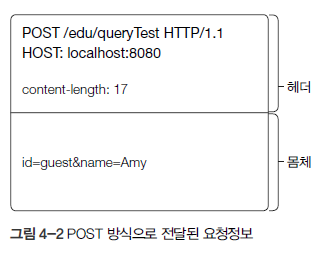 POST /edu/queryTest HTTP/1.1
HOST: localhost:8080
content-length: 17
헤더
id=guest&name=Amy
몸체
그림 4-2 POST 방식으로 전달된 요청정보